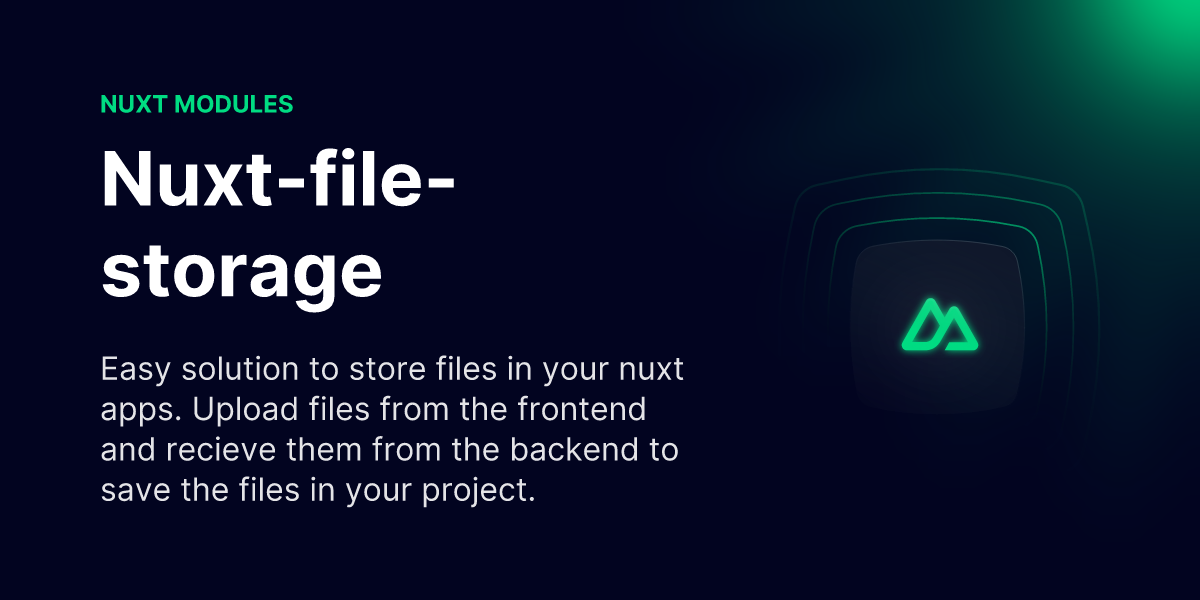 NUXT MODULES
Nuxt-file-
storage
Easy solution to store files in your nuxt
apps. Upload files from the frontend
and recieve them from the backend to
save the files in your project.